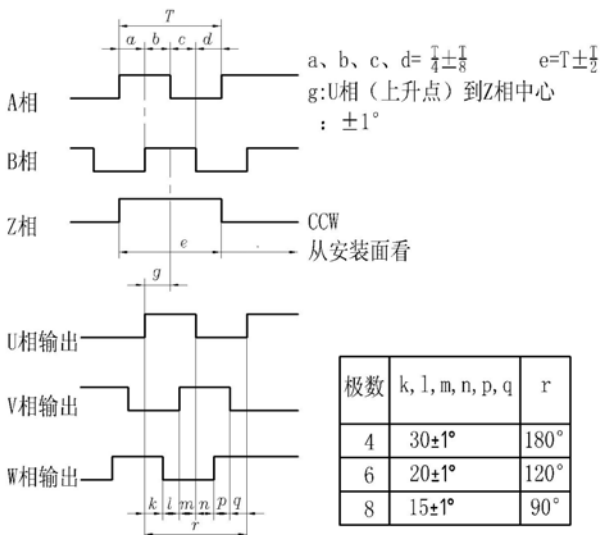 T
a b c d
a、b、c、d= T/4±T/8 e=T±T/2
g:U相（上升点）到Z相中心
：±1°
A相
B相
Z相
CCW
从安装面看
e
g
U相输出
V相输出
W相输出
k l m n p q
r
极数 k,l,m,n,p,q r
4 30±1° 180°
6 20±1° 120°
8 15±1° 90°